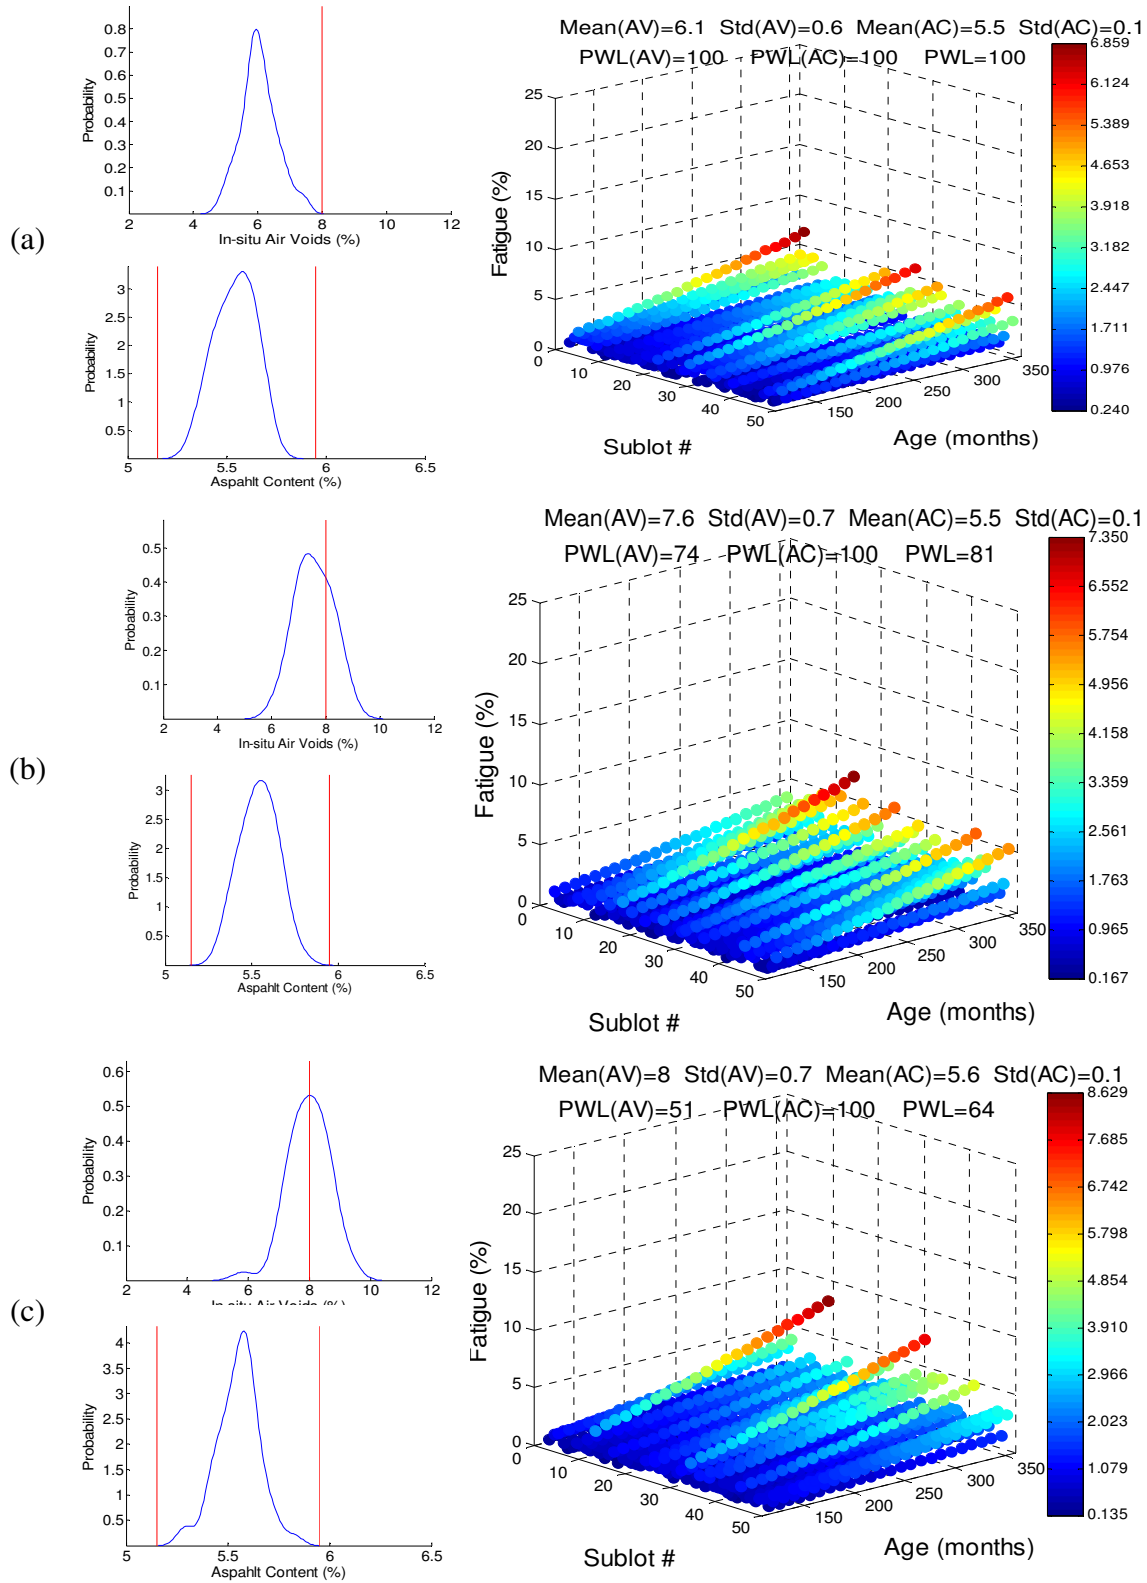 (a)
0.8
0.7
0.6
0.5
0.4
0.3
0.2
0.1
Probability
2 4 6 8 10 12
In-situ Air Voids (%)
3
2.5
2
1.5
1
0.5
Probability
5 5.5 6 6.5
Aspahlt Content (%)
Mean(AV)=6.1 Std(AV)=0.6 Mean(AC)=5.5 Std(AC)=0.1
PWL(AV)=100 PWL(AC)=100 PWL=100
25
20
15
10
5
0
Fatigue (%)
0 10 20 30 40 50
Sublot #
150 200 250 300 350
Age (months)
6.859
6.124
5.389
4.653
3.918
3.182
2.447
1.711
0.976
0.240
(b)
0.5
0.4
0.3
0.2
0.1
Probability
2 4 6 8 10 12
In-situ Air Voids (%)
3
2.5
2
1.5
1
0.5
Probability
5 5.5 6 6.5
Aspahlt Content (%)
Mean(AV)=7.6 Std(AV)=0.7 Mean(AC)=5.5 Std(AC)=0.1
PWL(AV)=74 PWL(AC)=100 PWL=81
25
20
15
10
5
0
Fatigue (%)
0 10 20 30 40 50
Sublot #
150 200 250 300 350
Age (months)
7.350
6.552
5.754
4.956
4.158
3.359
2.561
1.763
0.965
0.167
(c)
0.6
0.5
0.4
0.3
0.2
0.1
Probability
2 4 6 8 10 12
In-situ Air Voids (%)
4
3.5
3
2.5
2
1.5
1
0.5
Probability
5 5.5 6 6.5
Aspahlt Content (%)
Mean(AV)=8 Std(AV)=0.7 Mean(AC)=5.6 Std(AC)=0.1
PWL(AV)=51 PWL(AC)=100 PWL=64
25
20
15
10
5
0
Fatigue (%)
0 10 20 30 40 50
Sublot #
150 200 250 300 350
Age (months)
8.629
7.685
6.742
5.798
4.854
3.910
2.966
2.023
1.079
0.135